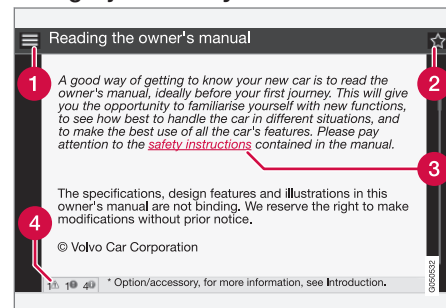 Reading the owner's manual
1
2
A good way of getting to know your new car is to read the
owner's manual, ideally before your first journey. This will give
you the opportunity to familiarise yourself with new functions,
to see how best to handle the car in different situations, and
to make the best use of all the car's features. Please pay
attention to the safety instructions contained in the manual.
3
The specifications, design features and illustrations in this
owner's manual are not binding. We reserve the right to make
modifications without prior notice.
4
© Volvo Car Corporation
1 1 4 * Option/accessory, for more information, see Introduction.
G050532